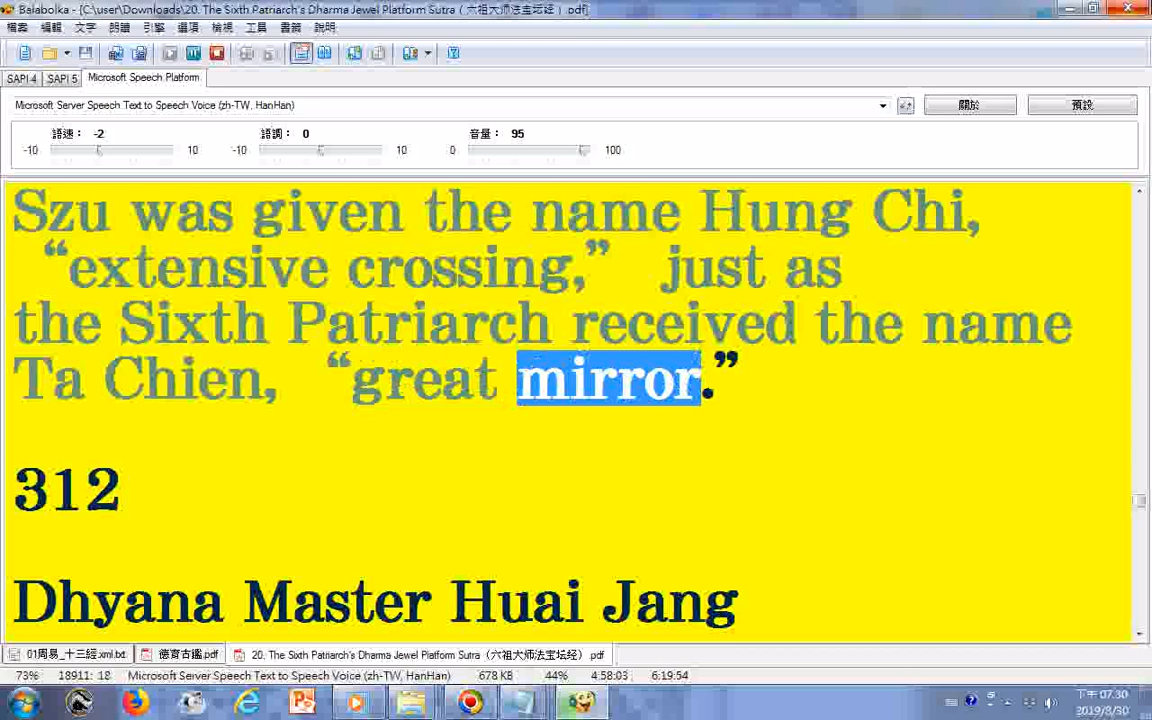 Balabolka - [C:\user\Downloads\20. The Sixth Patriarch's Dharma Jewel Platform Sutra（六祖大师法宝坛经）.pdf]
檔案 編輯 文字 朗讀 引擎 選項 檢視 工具 書籤 說明
SAPI 4 SAPI 5 Microsoft Speech Platform
Microsoft Server Speech Text to Speech Voice (zh-TW, HanHan) 關於 預設
語速： -2 語調： 0 音量： 95
-10 10 -10 10 0 100
Szu was given the name Hung Chi,
“extensive crossing,” just as
the Sixth Patriarch received the name
Ta Chien, “great mirror.”
312
Dhyana Master Huai Jang
01周易_十三經.xml.txt 德育古鑑.pdf 20. The Sixth Patriarch's Dharma Jewel Platform Sutra（六祖大师法宝坛经）.pdf
73% 18911: 18 Microsoft Server Speech Text to Speech Voice (zh-TW, HanHan) 678 KB 44% 4:58:03 6:19:54
下午 07:30
2019/8/30